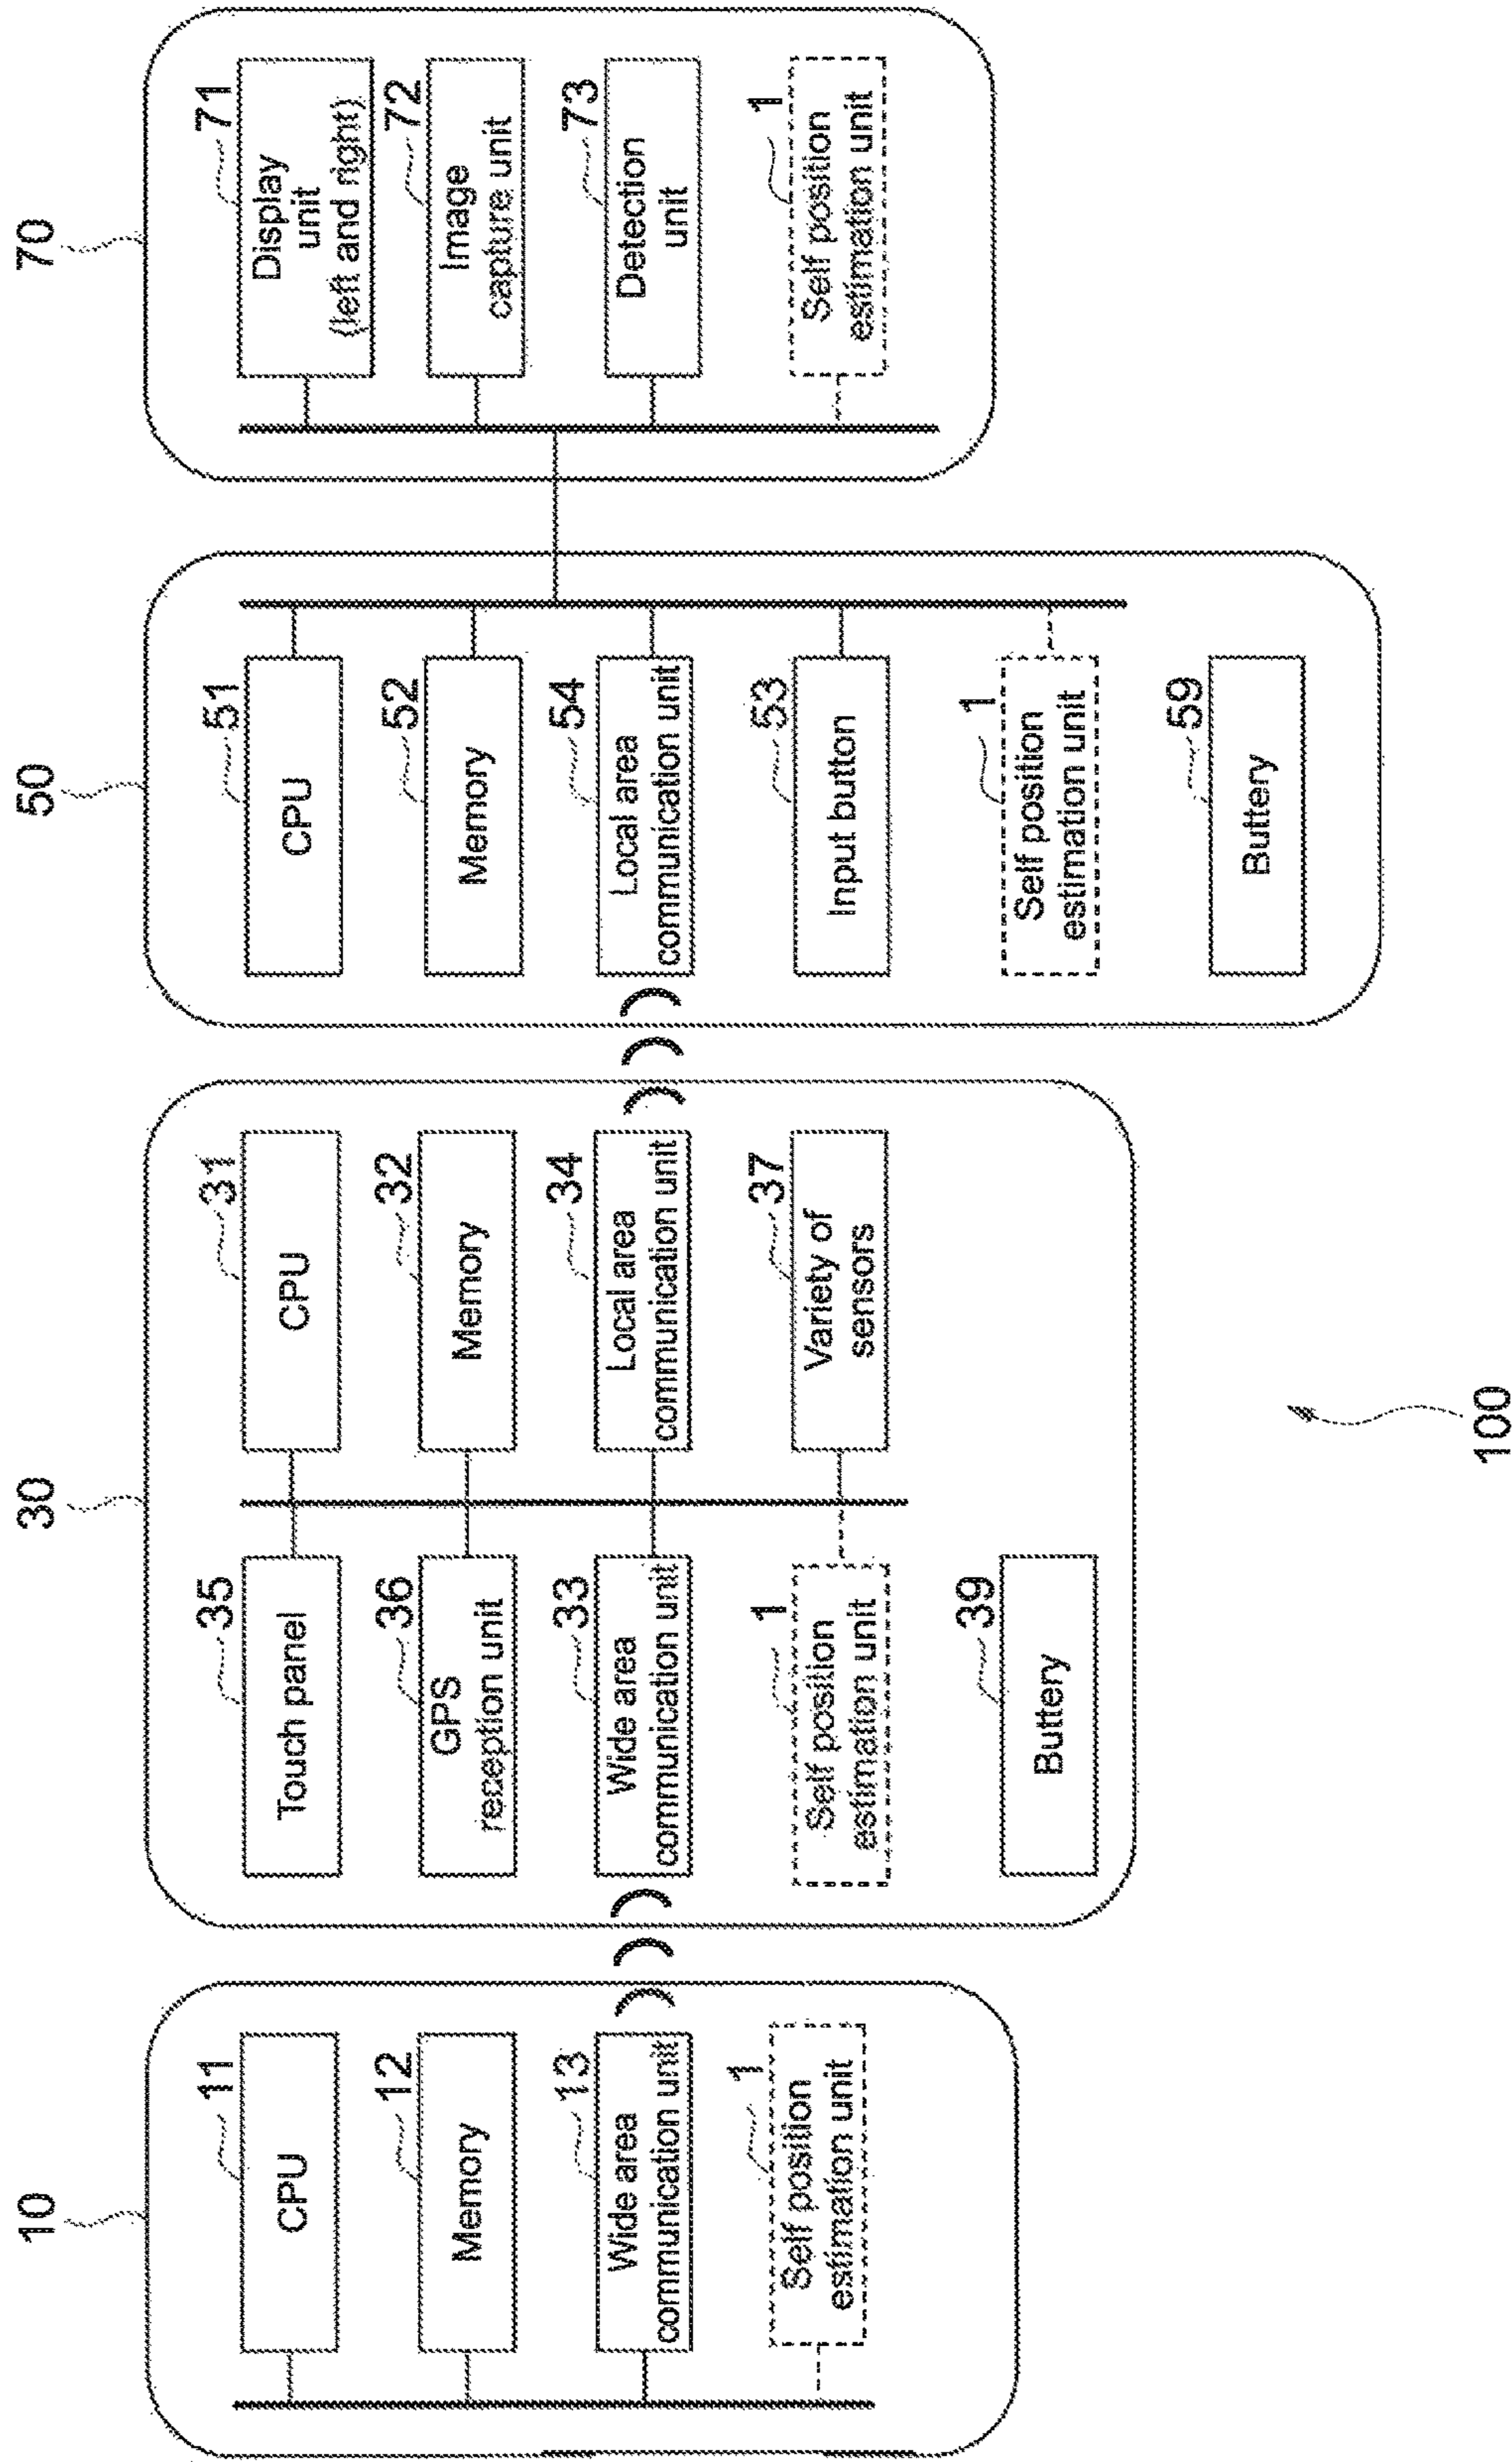 10
11
CPU
12
Memory
13
Wide area
communication unit
1
Self position
estimation unit
30
35
Touch panel
36
GPS
reception unit
33
Wide area
communication unit
1
Self position
estimation unit
39
Buttery
31
CPU
32
Memory
34
Local area
communication unit
37
Variety of
sensors
50
51
CPU
52
Memory
54
Local area
communication unit
53
Input button
1
Self position
estimation unit
59
Buttery
70
71
Display
unit
(left and right)
72
Image
capture unit
73
Detection
unit
1
Self position
estimation unit
100